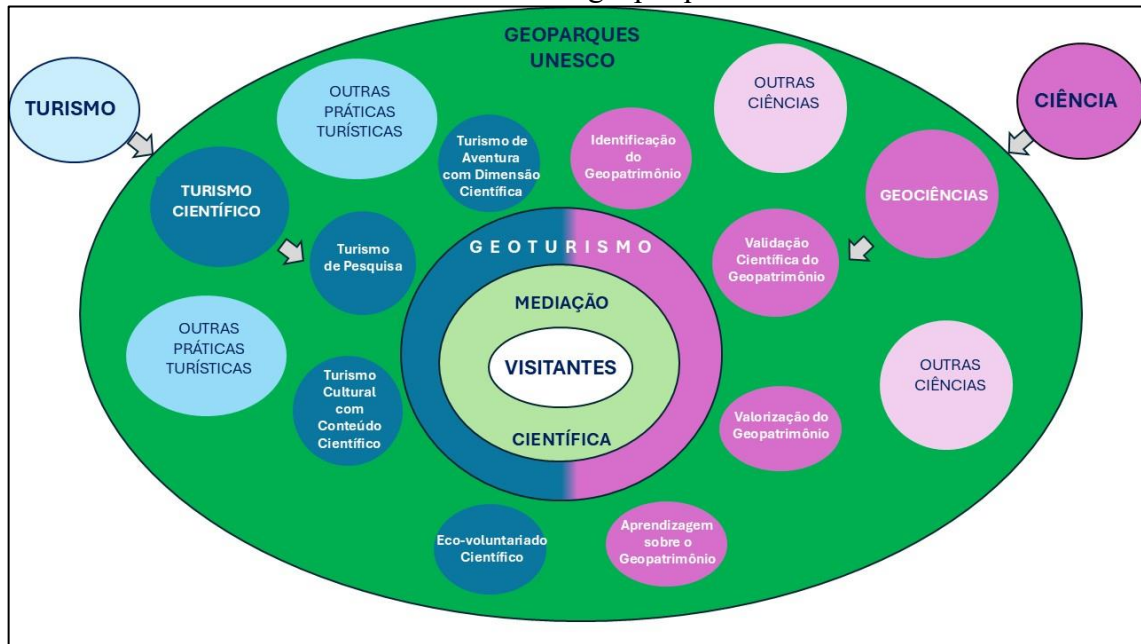 GEOPARQUES
UNESCO
TURISMO
CIÊNCIA
OUTRAS
PRÁTICAS
TURÍSTICAS
OUTRAS
CIÊNCIAS
Turismo de
Aventura
com Dimensão
Científica
Identificação
do
Geopatrimônio
TURISMO
CIENTÍFICO
GEOCIÊNCIAS
Turismo
de Pesquisa
GEOTURISMO
Validação
Científica do
Geopatrimônio
MEDIAÇÃO
VISITANTES
CIENTÍFICA
OUTRAS
PRÁTICAS
TURÍSTICAS
OUTRAS
CIÊNCIAS
Turismo
Cultural
com
Conteúdo
Científico
Valorização do
Geopatrimônio
Eco-voluntariado
Científico
Aprendizagem
sobre o
Geopatrimônio